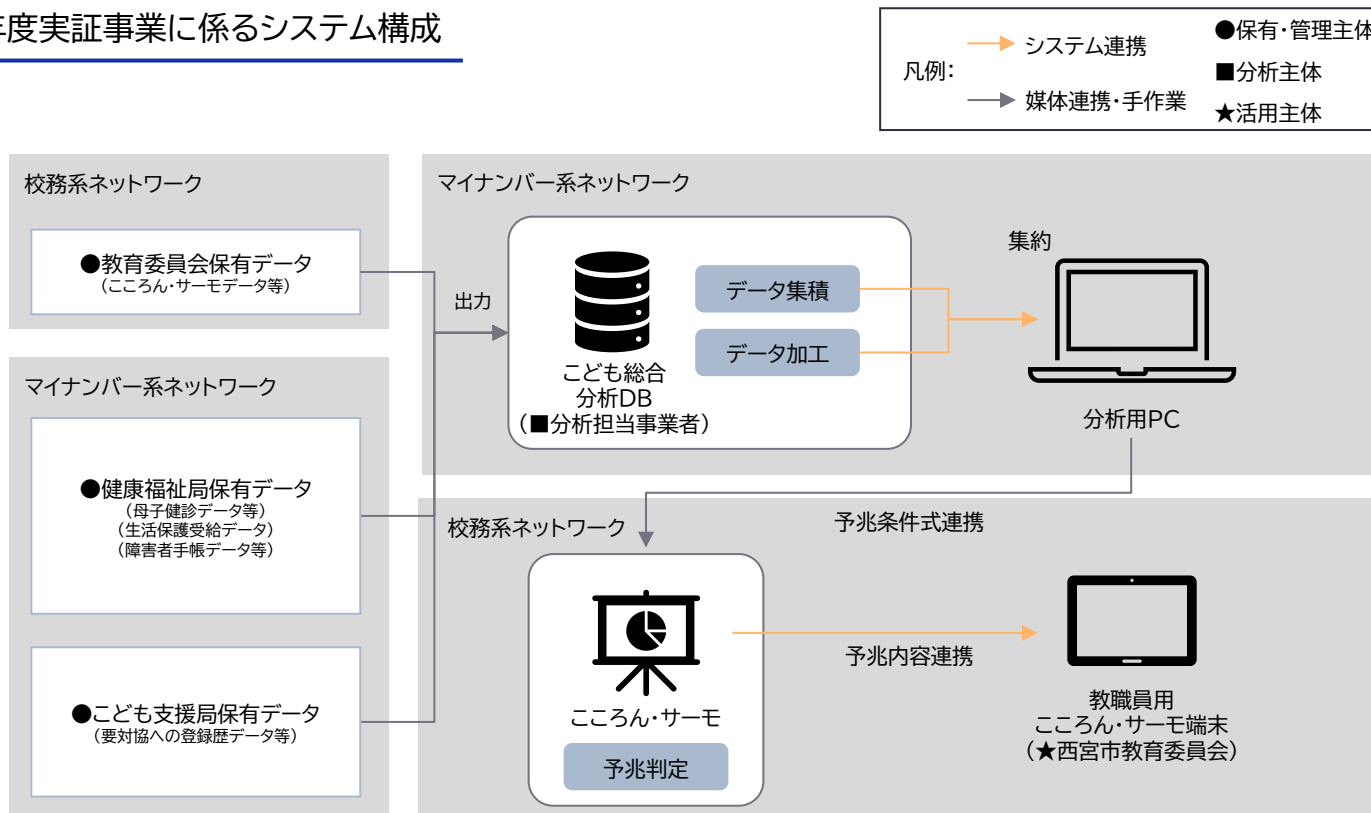 年度実証事業に係るシステム構成
凡例:
システム連携
媒体連携・手作業
●保有・管理主体
■分析主体
★活用主体
校務系ネットワーク
●教育委員会保有データ
(こころん・サーモデータ等)
マイナンバー系ネットワーク
●健康福祉局保有データ
(母子健診データ等)
(生活保護受給データ)
(障害者手帳データ等)
●こども支援局保有データ
(要対協への登録歴データ等)
出力
マイナンバー系ネットワーク
こども総合
分析DB
(■分析担当事業者)
データ集積
データ加工
集約
分析用PC
校務系ネットワーク
予兆条件式連携
こころん・サーモ
予兆判定
予兆内容連携
教職員用
こころん・サーモ端末
(★西宮市教育委員会)